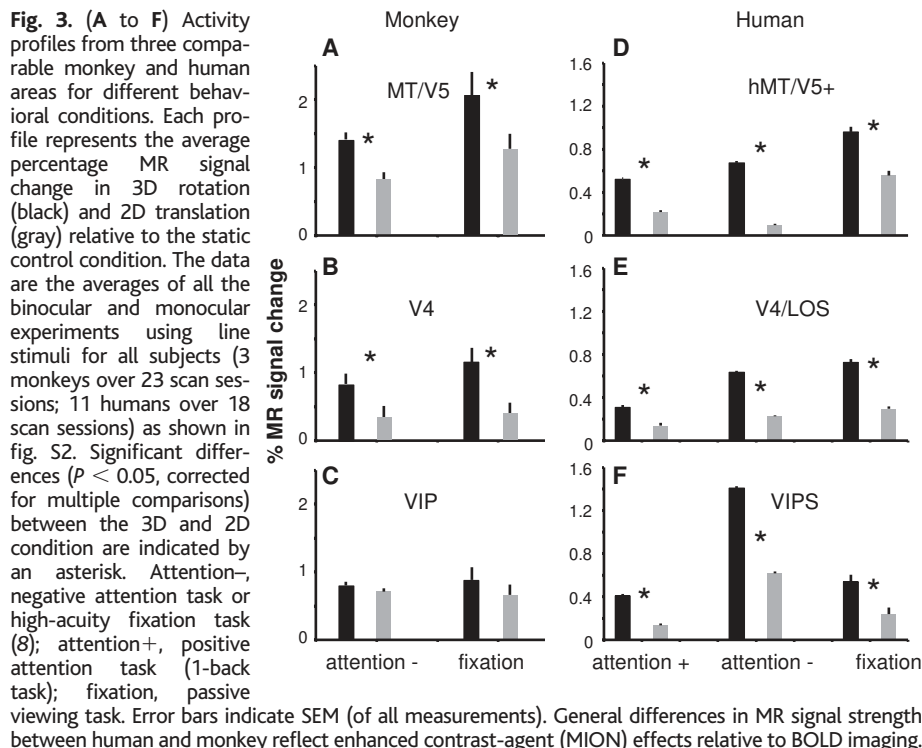 Fig. 3. (A to F) Activity
profiles from three compa-
rable monkey and human
areas for different behav-
ioral conditions. Each pro-
file represents the average
percentage MR signal
change in 3D rotation
(black) and 2D translation
(gray) relative to the static
control condition. The data
are the averages of all the
binocular and monocular
experiments using line
stimuli for all subjects (3
monkeys over 23 scan ses-
sions; 11 humans over 18
scan sessions) as shown in
fig. S2. Significant differ-
ences (P < 0.05, corrected
for multiple comparisons)
between the 3D and 2D
condition are indicated by
an asterisk. Attention–,
negative attention task or
high-acuity fixation task
(8); attention+, positive
attention task (1-back
task); fixation, passive
viewing task. Error bars indicate SEM (of all measurements). General differences in MR signal strength
between human and monkey reflect enhanced contrast-agent (MION) effects relative to BOLD imaging.
Monkey
Human
% MR signal change
A
MT/V5
2
1
0
* *
B
V4
2
1
0
* *
C
VIP
2
1
0
attention - fixation
D
hMT/V5+
1.6
1.2
0.8
0.4
0
* * *
E
V4/LOS
1.6
1.2
0.8
0.4
0
* * *
F
VIPS
1.6
1.2
0.8
0.4
0
* * *
attention + attention - fixation